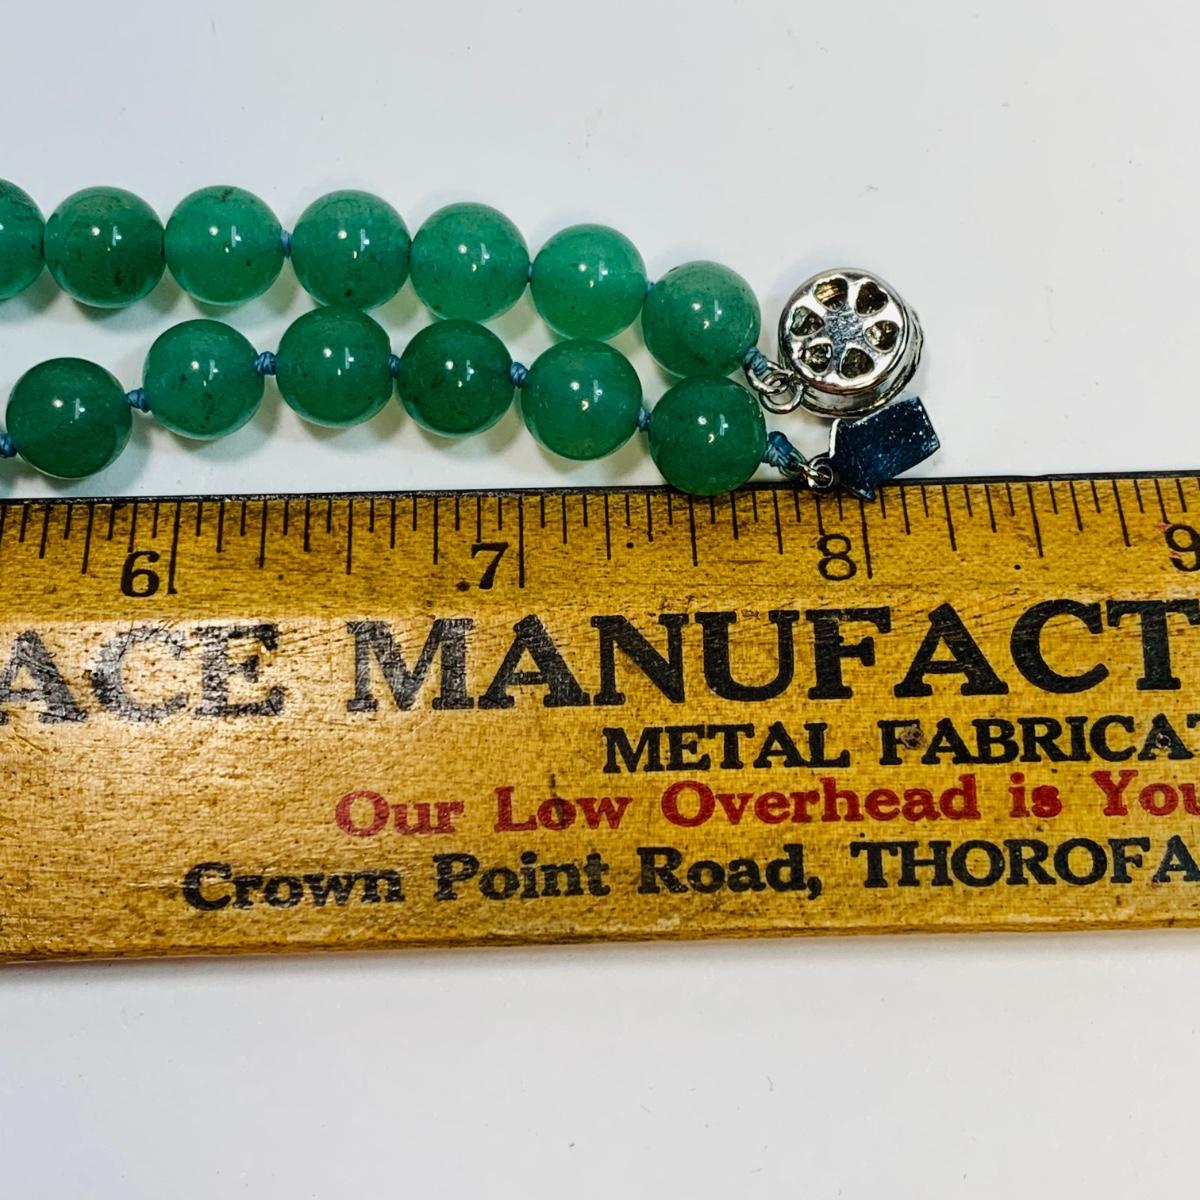 6 7 8 9
ACE MANUFACT
METAL FABRICAT
Our Low Overhead is You
Crown Point Road, THOROFA